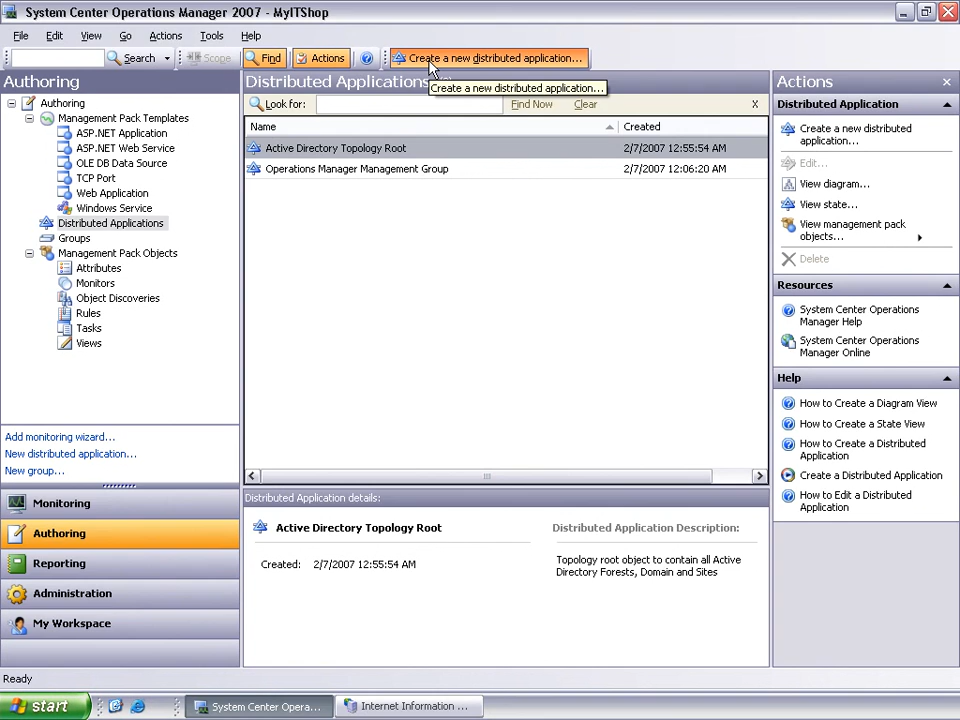 System Center Operations Manager 2007 - MyITShop
File Edit View Go Actions Tools Help
Search Scope Find Actions Create a new distributed application...
Authoring
Authoring
Management Pack Templates
ASP.NET Application
ASP.NET Web Service
OLE DB Data Source
TCP Port
Web Application
Windows Service
Distributed Applications
Groups
Management Pack Objects
Attributes
Monitors
Object Discoveries
Rules
Tasks
Views
Add monitoring wizard...
New distributed application...
New group...
Monitoring
Authoring
Reporting
Administration
My Workspace
Distributed Applications
Create a new distributed application...
Look for: Find Now Clear X
Name Created
Active Directory Topology Root 2/7/2007 12:55:54 AM
Operations Manager Management Group 2/7/2007 12:06:20 AM
Distributed Application details:
Active Directory Topology Root
Created: 2/7/2007 12:55:54 AM
Distributed Application Description:
Topology root object to contain all Active
Directory Forests, Domain and Sites
Actions
Distributed Application
Create a new distributed
application...
Edit...
View diagram...
View state...
View management pack
objects...
Delete
Resources
System Center Operations
Manager Help
System Center Operations
Manager Online
Help
How to Create a Diagram View
How to Create a State View
How to Create a Distributed
Application
Create a Distributed Application
How to Edit a Distributed
Application
Ready
start System Center Opera... Internet Information ...